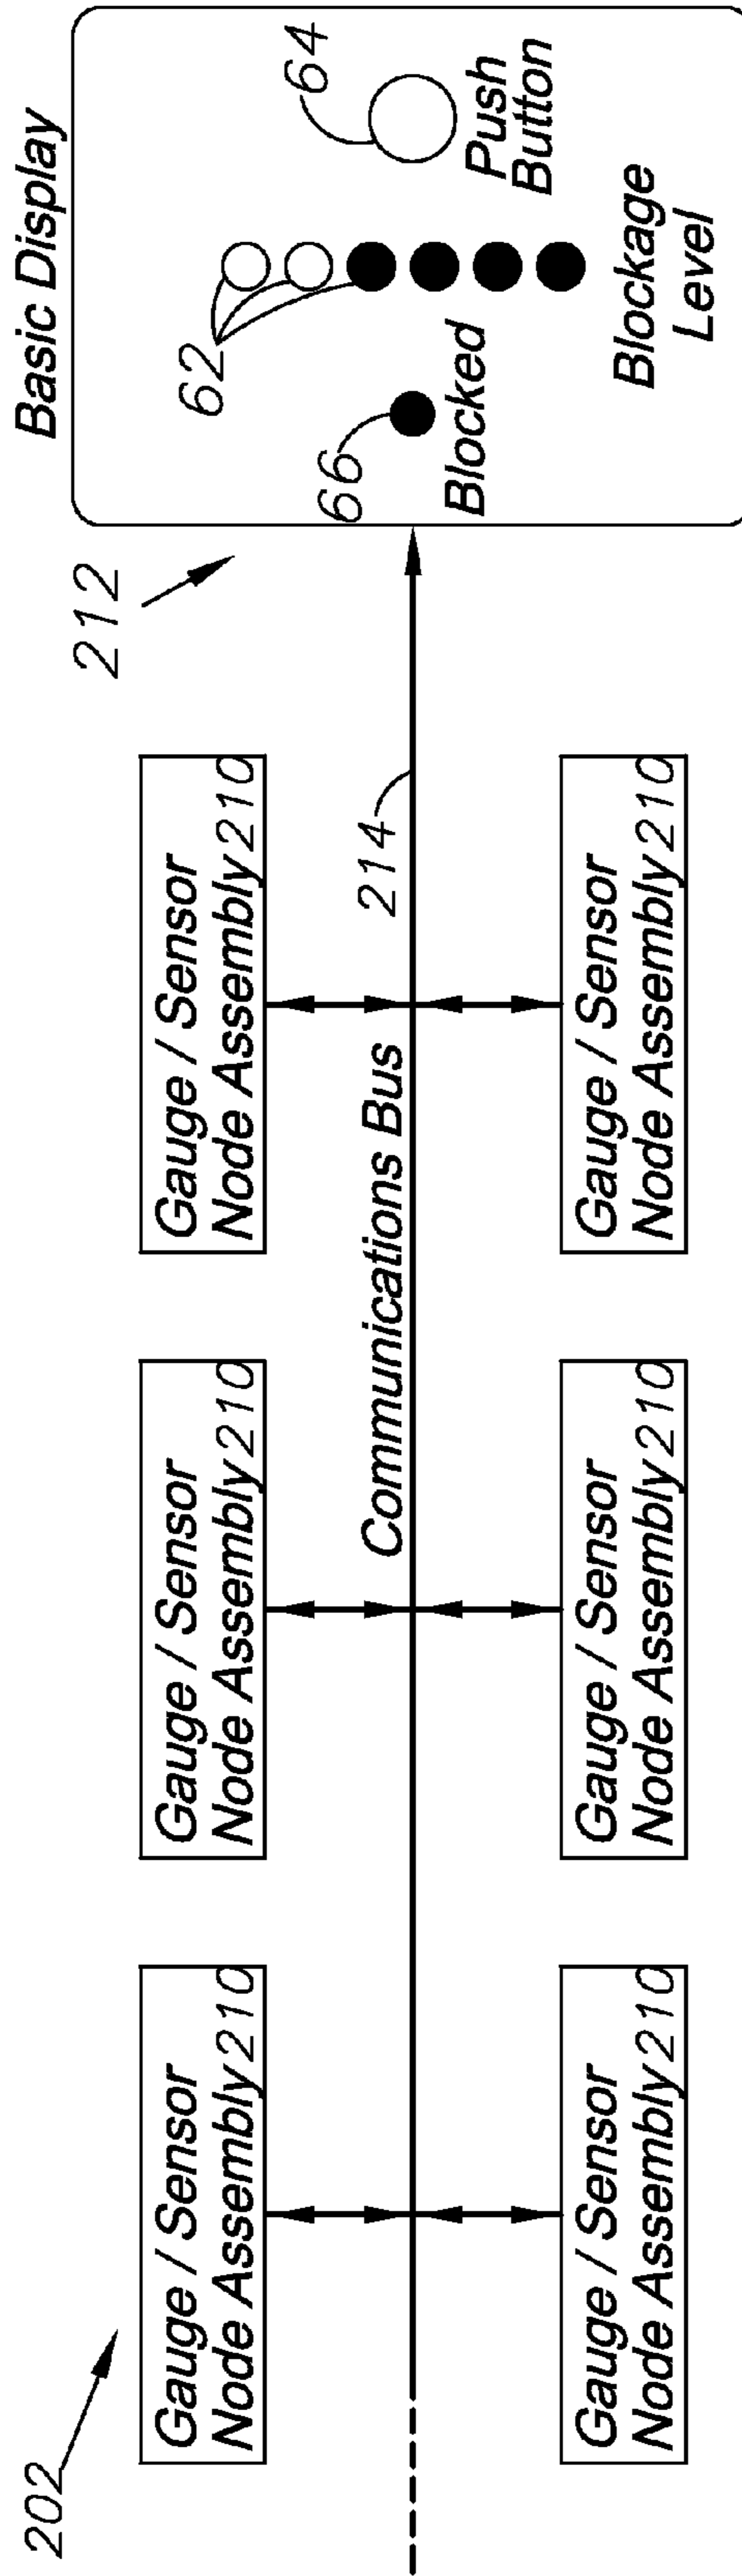 202
Gauge / Sensor
Node Assembly 210
Gauge / Sensor
Node Assembly 210
Gauge / Sensor
Node Assembly 210
Communications Bus
214
Gauge / Sensor
Node Assembly 210
Gauge / Sensor
Node Assembly 210
Gauge / Sensor
Node Assembly 210
212
Basic Display
62
64
66
Blocked
Push
Button
Blockage
Level